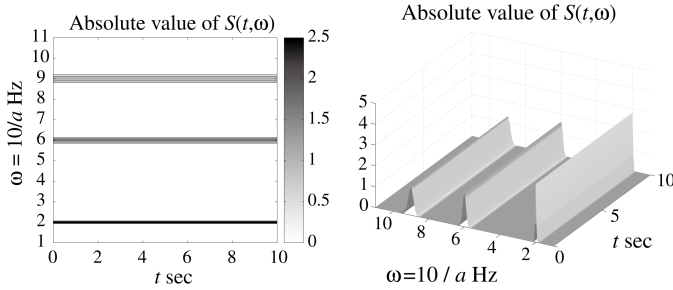 Absolute value of S(t,ω)
11
10
9
8
7
6
5
4
3
2
1
ω = 10/a Hz
0 2 4 6 8 10
t sec
2.5
2
1.5
1
0.5
0
Absolute value of S(t,ω)
5
4
3
2
1
0
10 8 6 4 2
ω=10 / a Hz
0 5 10
t sec